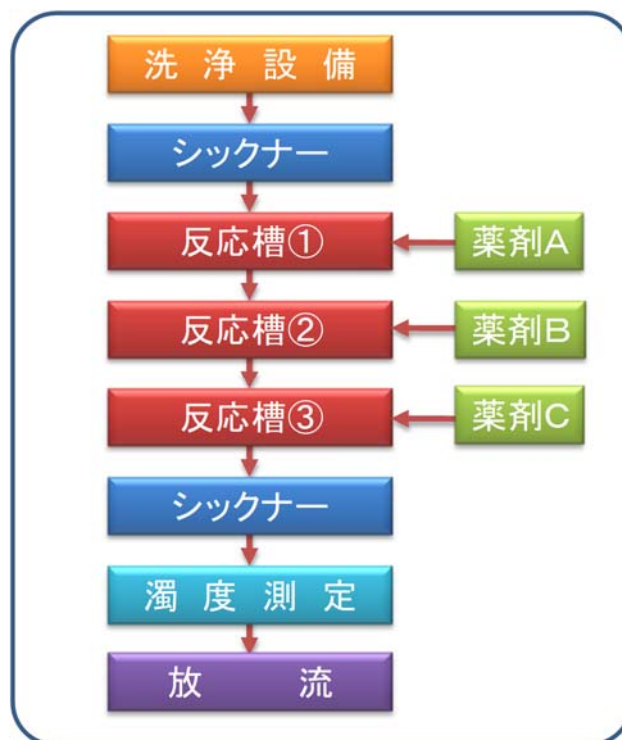 洗浄設備
シックナー
反応槽① 薬剤A
反応槽② 薬剤B
反応槽③ 薬剤C
シックナー
濁度測定
放流